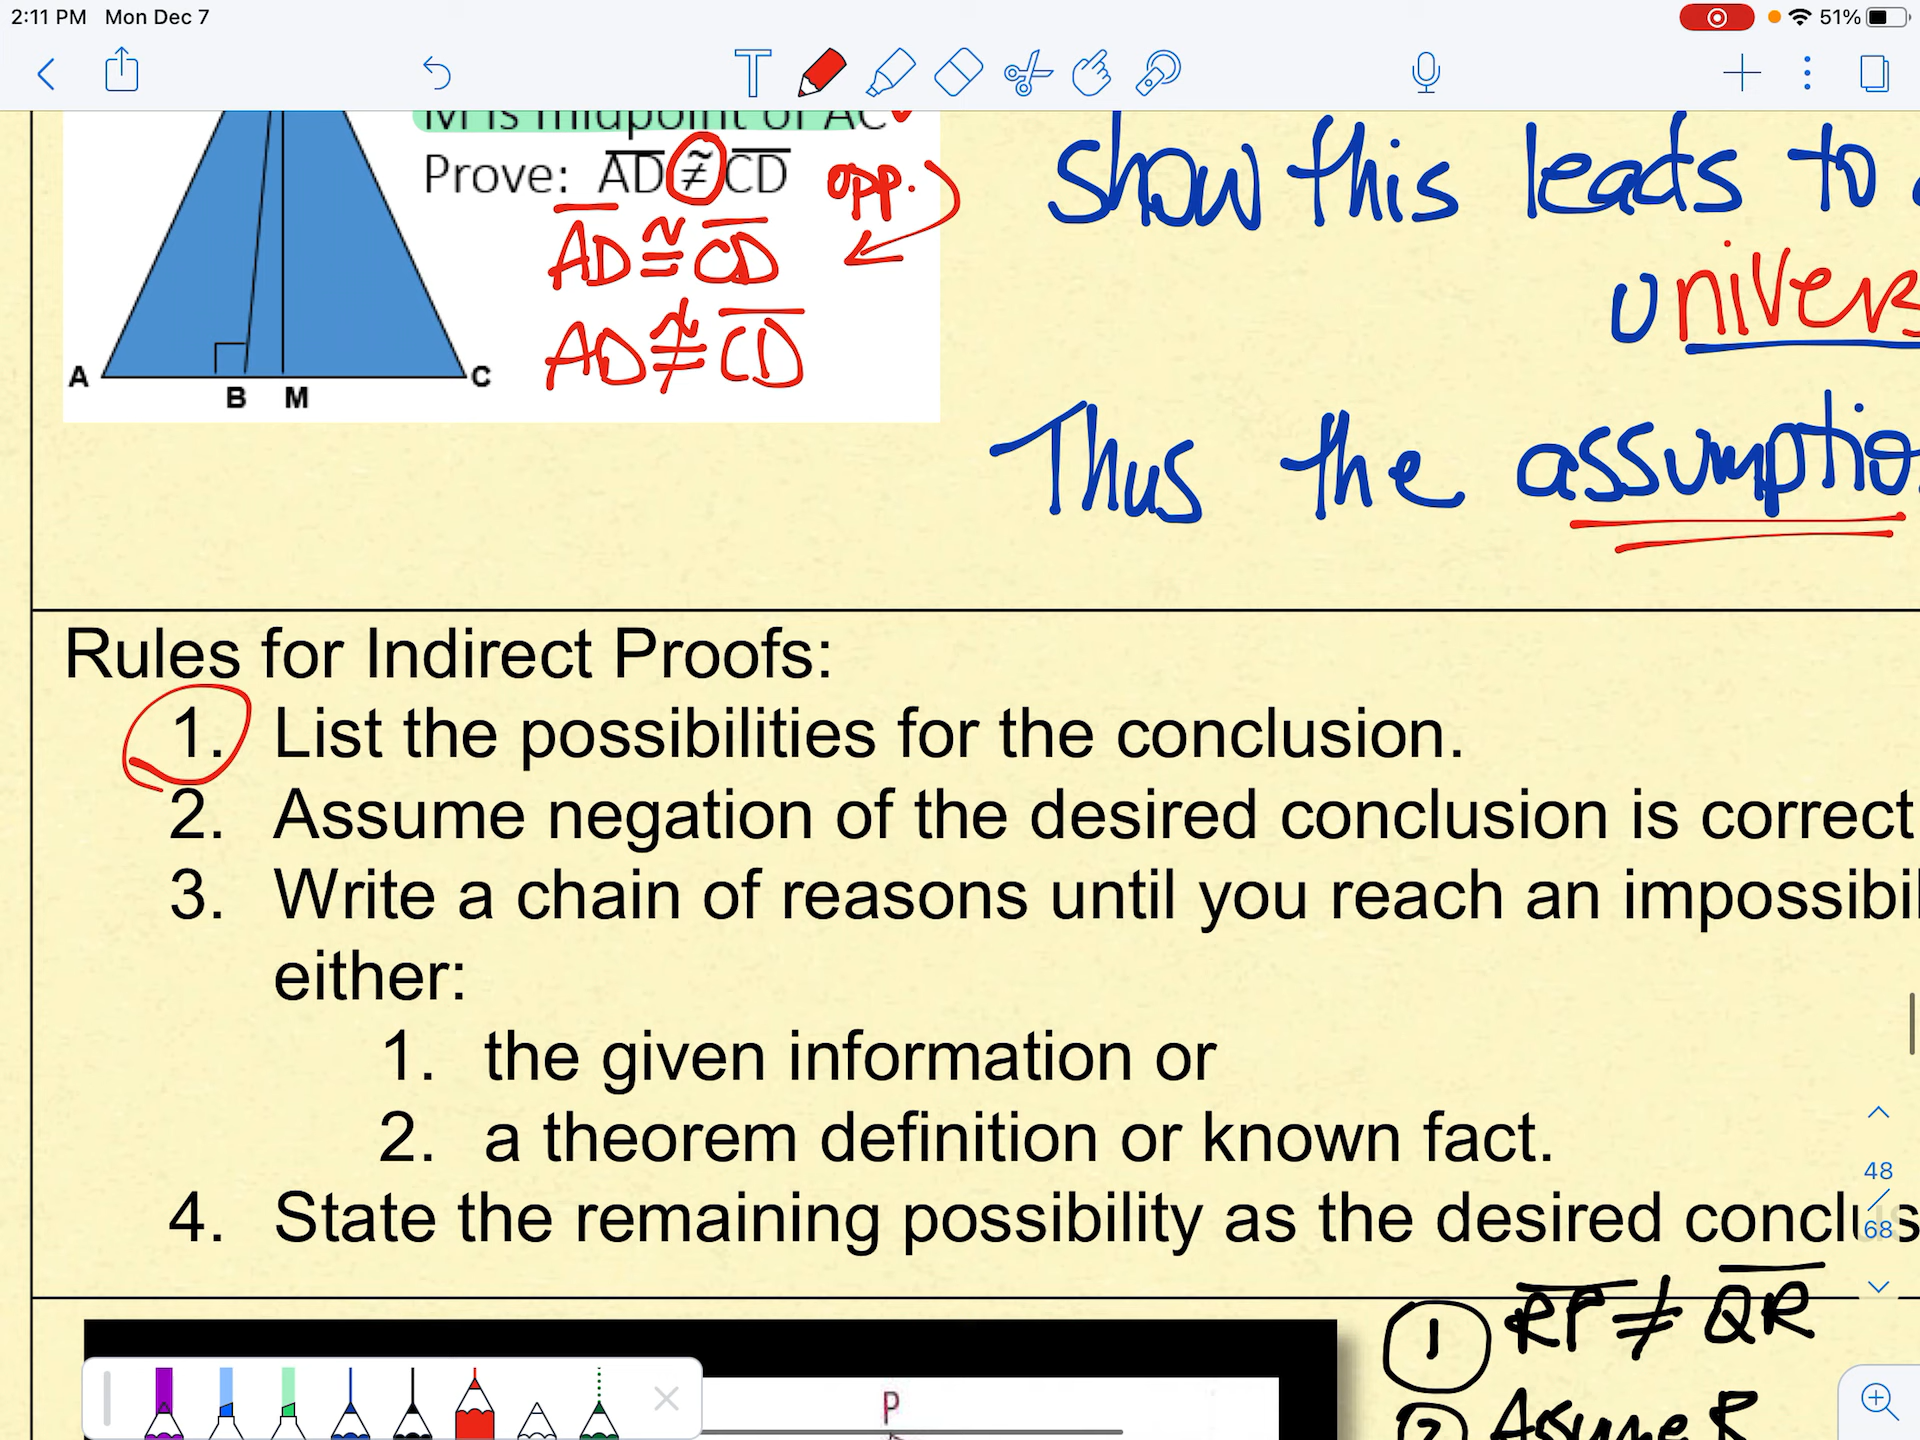 2:11 PM Mon Dec 7
51%
M is midpoint of AC
Prove: AD ≇ CD
opp.
AD ≅ CD
AD ≇ CD
A
B
M
C
show this leads to
univers
Thus the assumptio
Rules for Indirect Proofs:
1. List the possibilities for the conclusion.
2. Assume negation of the desired conclusion is correct
3. Write a chain of reasons until you reach an impossibil
either:
1. the given information or
2. a theorem definition or known fact.
4. State the remaining possibility as the desired conclus
48
/
68
1 RP ≠ QR
2 Assume R
P